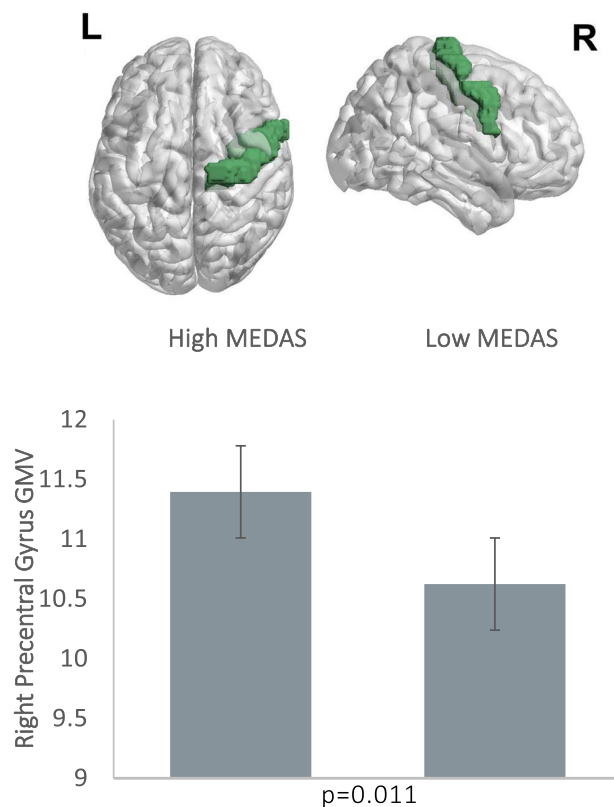 L
R
High MEDAS
Low MEDAS
Right Precentral Gyrus GMV
12
11.5
11
10.5
10
9.5
9
p=0.011